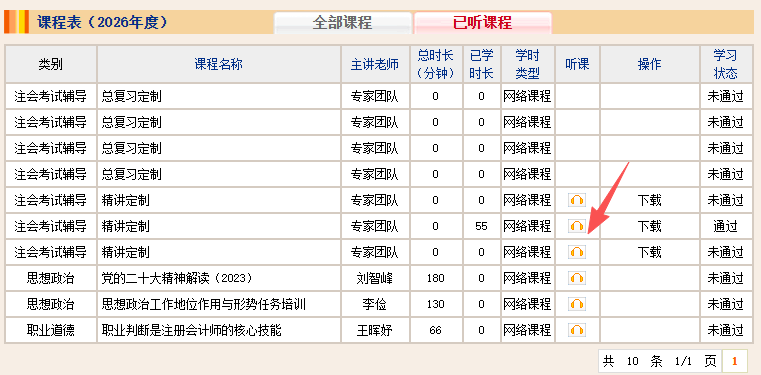 课程表（2026年度） 全部课程 已听课程
类别 课程名称 主讲老师 总时长（分钟） 已学时长 学时类型 听课 操作 学习状态
注会考试辅导 总复习定制 专家团队 0 0 网络课程 未通过
注会考试辅导 总复习定制 专家团队 0 0 网络课程 未通过
注会考试辅导 总复习定制 专家团队 0 0 网络课程 未通过
注会考试辅导 总复习定制 专家团队 0 0 网络课程 未通过
注会考试辅导 精讲定制 专家团队 0 0 网络课程 下载 未通过
注会考试辅导 精讲定制 专家团队 0 55 网络课程 下载 通过
注会考试辅导 精讲定制 专家团队 0 0 网络课程 下载 未通过
思想政治 党的二十大精神解读（2023） 刘智峰 180 0 网络课程 未通过
思想政治 思想政治工作地位作用与形势任务培训 李俭 130 0 网络课程 未通过
职业道德 职业判断是注册会计师的核心技能 王晖妤 66 0 网络课程 未通过
共 10 条 1/1 页 1